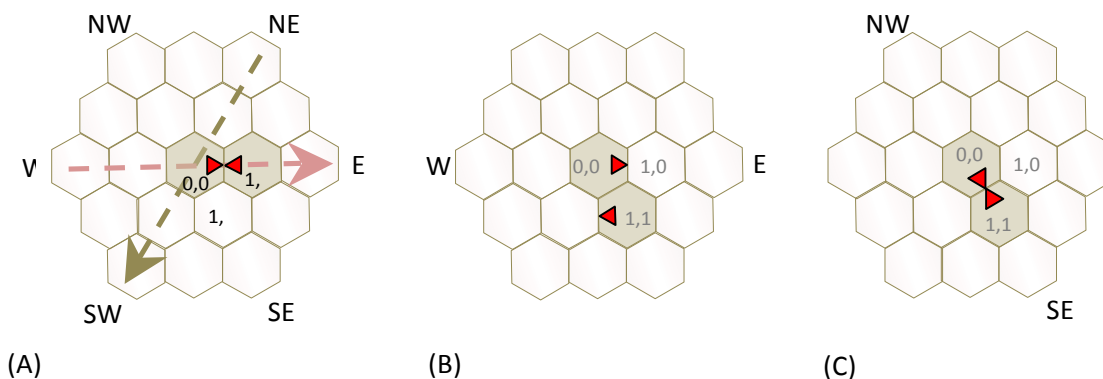 NW NE NW
W E W E
0,0 1, 0,0 1,0 0,0 1,0
1, 1,1 1,1
SW SE SE
(A) (B) (C)